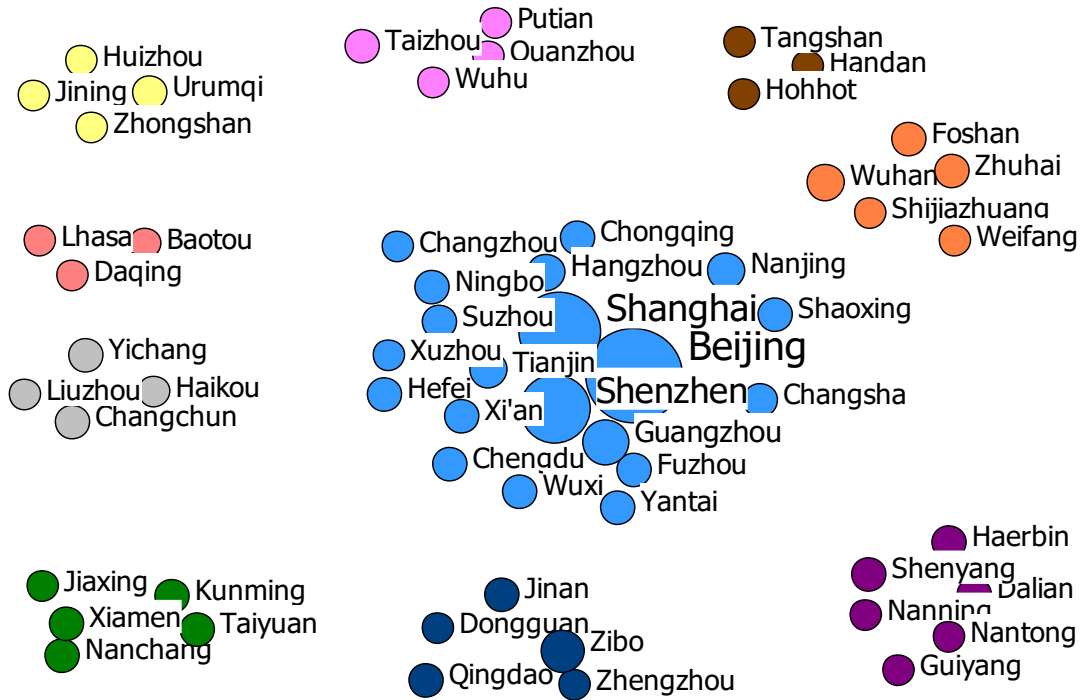 Huizhou
Jining
Urumqi
Zhongshan
Putian
Taizhou
Quanzhou
Wuhu
Tangshan
Handan
Hohhot
Foshan
Wuhan
Zhuhai
Shijiazhuang
Weifang
Lhasa
Baotou
Daqing
Changzhou
Chongqing
Ningbo
Hangzhou
Nanjing
Suzhou
Shanghai
Shaoxing
Xuzhou
Tianjin
Beijing
Hefei
Shenzhen
Changsha
Xi'an
Guangzhou
Chengdu
Fuzhou
Wuxi
Yantai
Yichang
Liuzhou
Haikou
Changchun
Jiaxing
Kunming
Xiamen
Taiyuan
Nanchang
Jinan
Dongguan
Zibo
Qingdao
Zhengzhou
Haerbin
Shenyang
Dalian
Nanning
Nantong
Guiyang